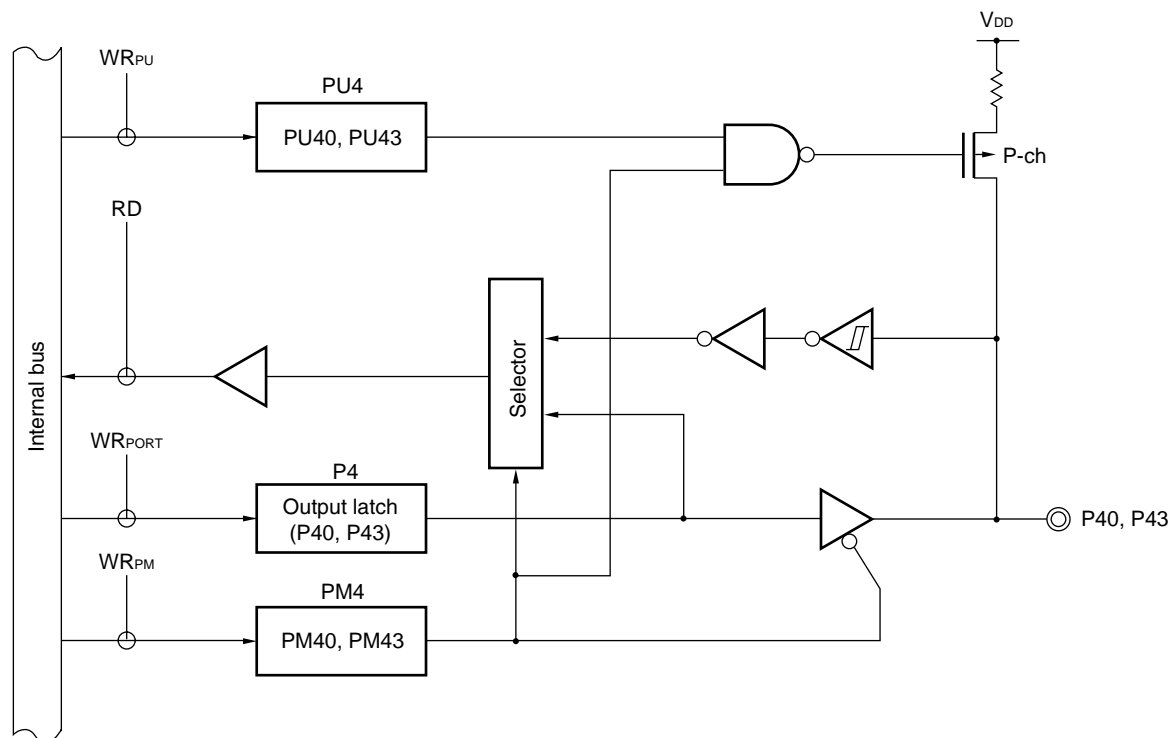 VDD
WRPU
PU4
PU40, PU43
P-ch
RD
Selector
Internal bus
WRPORT
P4
Output latch
(P40, P43)
P40, P43
WRPM
PM4
PM40, PM43